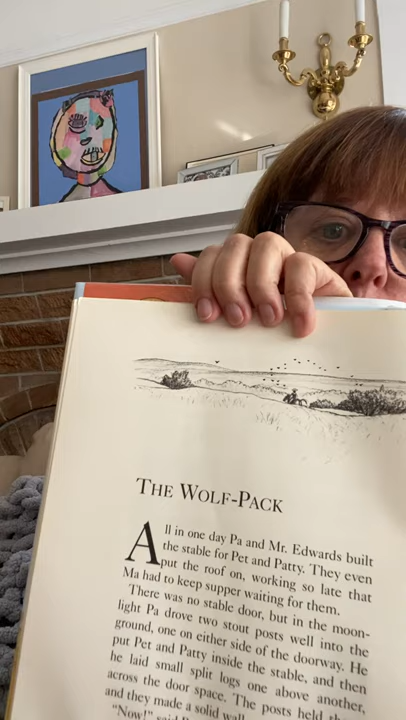 THE WOLF-PACK
All in one day Pa and Mr. Edwards built
the stable for Pet and Patty. They even
put the roof on, working so late that
Ma had to keep supper waiting for them.
There was no stable door, but in the moon-
light Pa drove two stout posts well into the
ground, one on either side of the doorway. He
put Pet and Patty inside the stable, and then
he laid small split logs one above another,
across the door space. The posts held
and they made a solid wall.
"Now!" said P